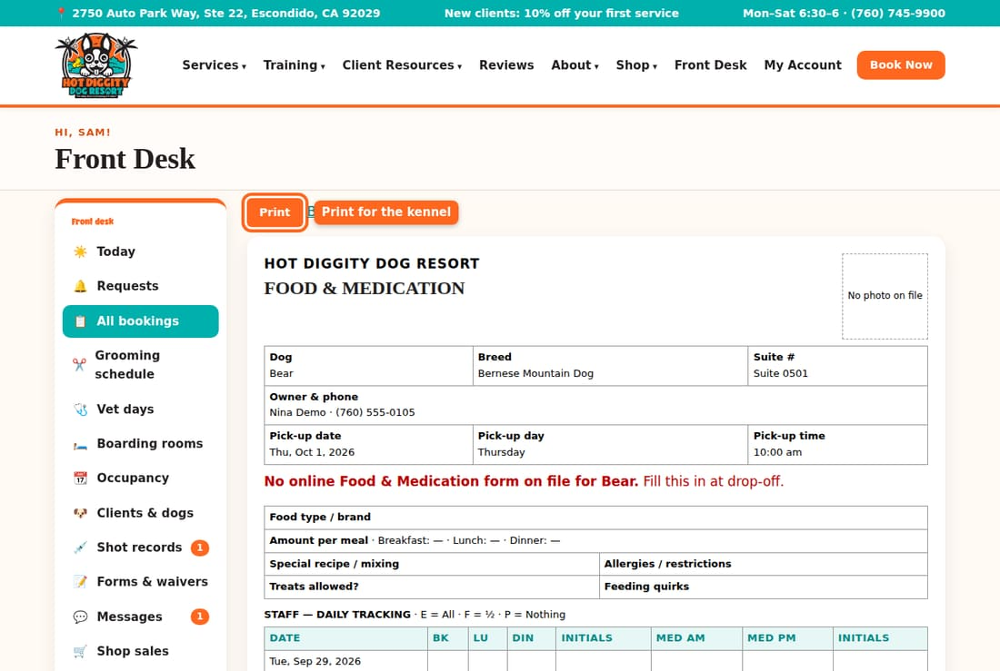 📍 2750 Auto Park Way, Ste 22, Escondido, CA 92029
New clients: 10% off your first service
Mon–Sat 6:30–6 · (760) 745-9900
HOT DIGGITY
DOG RESORT
Services ▾
Training ▾
Client Resources ▾
Reviews
About ▾
Shop ▾
Front Desk
My Account
Book Now
HI, SAM!
Front Desk
Front desk
☀️ Today
🔔 Requests
📋 All bookings
✂️ Grooming
schedule
🩺 Vet days
🛏️ Boarding rooms
📆 Occupancy
🐶 Clients & dogs
💉 Shot records 1
📝 Forms & waivers
💬 Messages 1
🛒 Shop sales
Print
Print for the kennel
HOT DIGGITY DOG RESORT
FOOD & MEDICATION
No photo on file
Dog
Bear
Breed
Bernese Mountain Dog
Suite #
Suite 0501
Owner & phone
Nina Demo · (760) 555-0105
Pick-up date
Thu, Oct 1, 2026
Pick-up day
Thursday
Pick-up time
10:00 am
No online Food & Medication form on file for Bear. Fill this in at drop-off.
Food type / brand
Amount per meal · Breakfast: — · Lunch: — · Dinner: —
Special recipe / mixing
Allergies / restrictions
Treats allowed?
Feeding quirks
STAFF — DAILY TRACKING · E = All · F = ½ · P = Nothing
DATE BK LU DIN INITIALS MED AM MED PM INITIALS
Tue, Sep 29, 2026